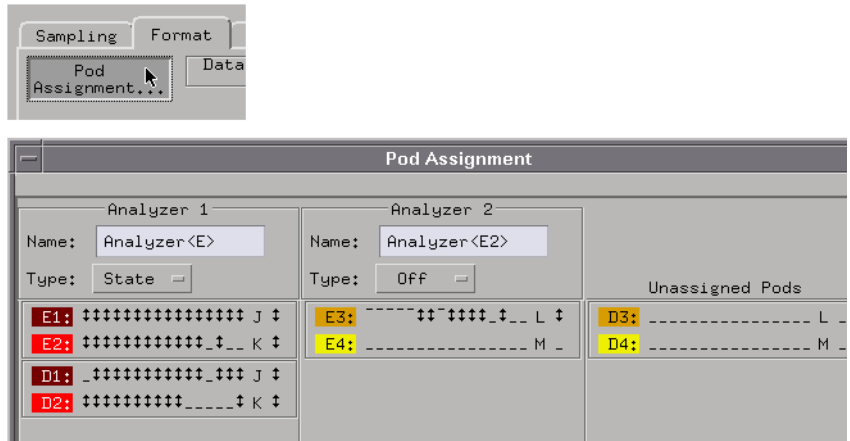 Sampling Format
Pod Assignment... Data
Pod Assignment
Analyzer 1
Name: Analyzer<E>
Type: State
E1: J
E2: K
D1: J
D2: K
Analyzer 2
Name: Analyzer<E2>
Type: Off
E3: L
E4: M
Unassigned Pods
D3: L
D4: M